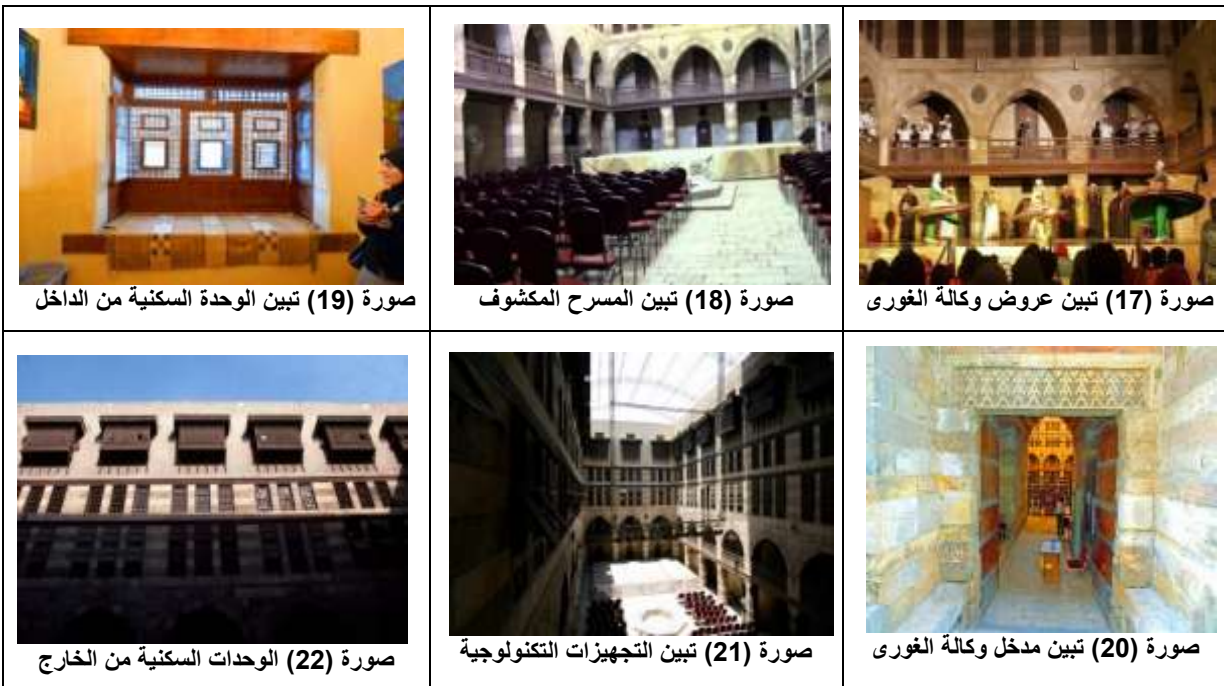 صورة (17) تبين عروض وكالة الغورى
صورة (18) تبين المسرح المكشوف
صورة (19) تبين الوحدة السكنية من الداخل
صورة (20) تبين مدخل وكالة الغورى
صورة (21) تبين التجهيزات التكنولوجية
صورة (22) الوحدات السكنية من الخارج